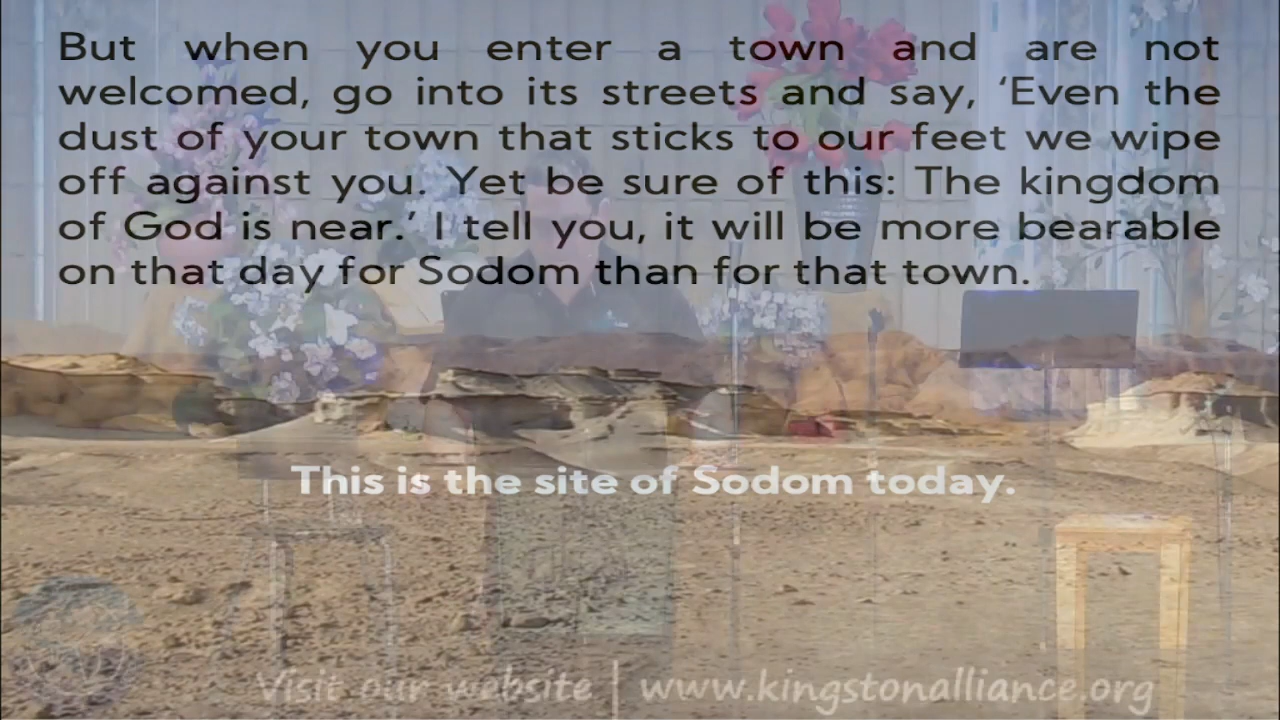 But when you enter a town and are not
welcomed, go into its streets and say, ‘Even the
dust of your town that sticks to our feet we wipe
off against you. Yet be sure of this: The kingdom
of God is near.’ I tell you, it will be more bearable
on that day for Sodom than for that town.
This is the site of Sodom today.
Visit our website | www.kingstonalliance.org